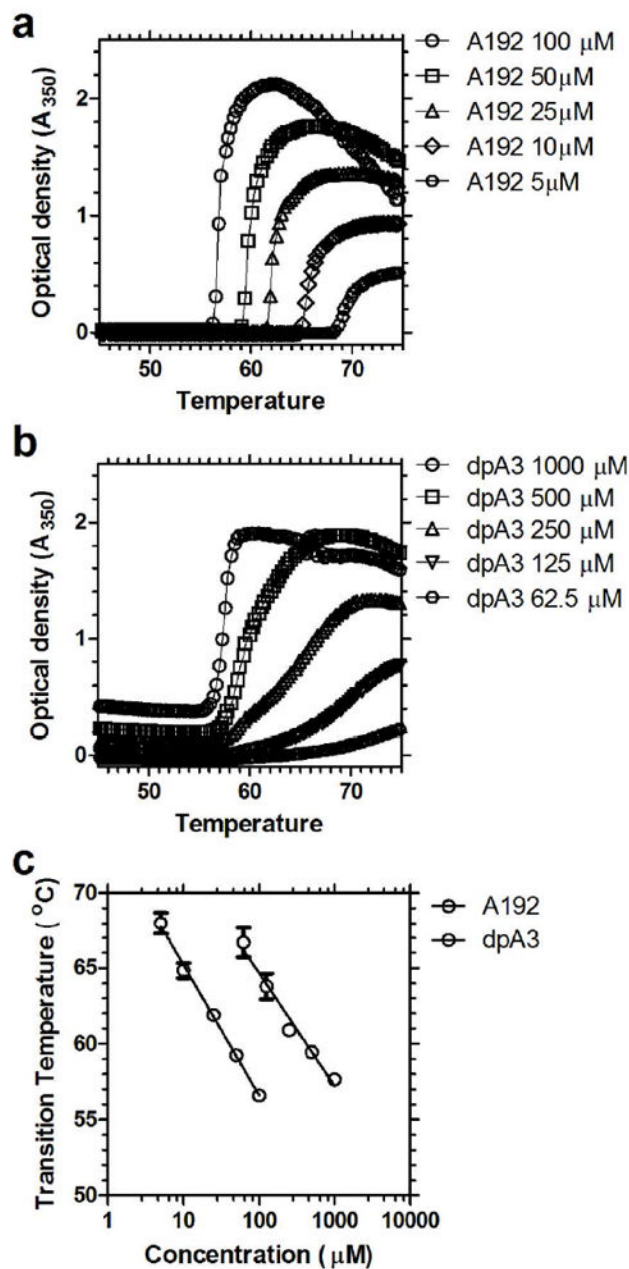 a
A192 100 μM
A192 50μM
A192 25μM
A192 10μM
A192 5μM
2
1
0
Optical density (A350)
50 60 70
Temperature
b
dpA3 1000 μM
dpA3 500 μM
dpA3 250 μM
dpA3 125 μM
dpA3 62.5 μM
2
1
0
Optical density (A350)
50 60 70
Temperature
c
A192
dpA3
70
65
60
55
50
Transition Temperature (°C)
1 10 100 1000 10000
Concentration (μM)